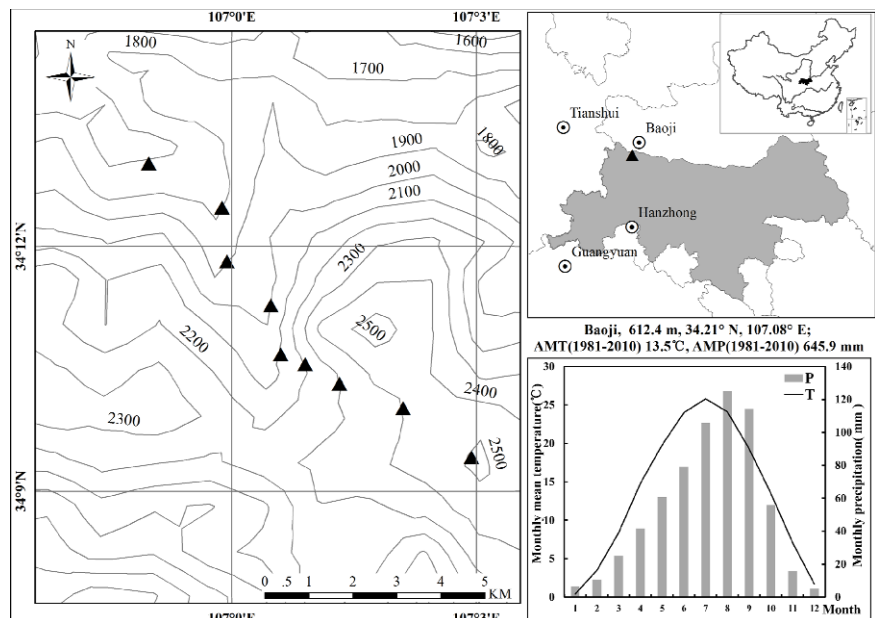 107°0'E
107°3'E
N
1800
1600
1700
1800
1900
2000
2100
2300
2200
2500
2400
2300
2500
34°12'N
34°9'N
0 .5 1 2 3 4 5
KM
107°0'E
107°3'E
Tianshui
Baoji
Hanzhong
Guangyuan
Baoji, 612.4 m, 34.21° N, 107.08° E;
AMT(1981-2010) 13.5℃, AMP(1981-2010) 645.9 mm
Monthly mean temperature(℃)
30
25
20
15
10
5
0
P
T
140
120
100
80
60
40
20
0
Monthly precipitation( mm )
1 2 3 4 5 6 7 8 9 10 11 12 Month